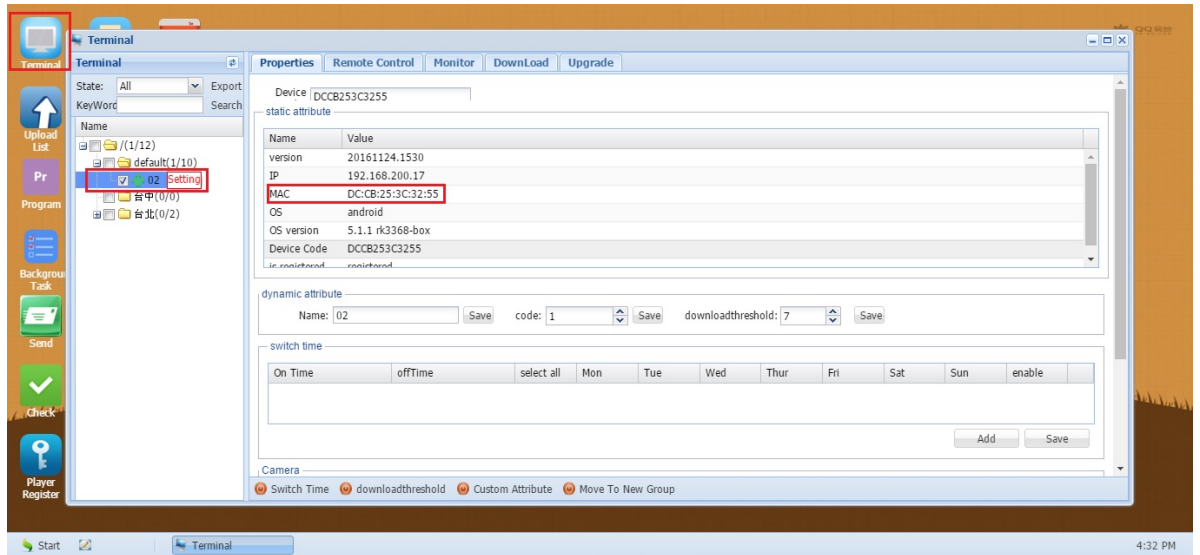 Terminal
Upload
List
Pr
Program
Task
Send
Check
Player
Register
Terminal
Terminal
State: All Export
KeyWord Search
Name
/(1/12)
default(1/10)
02 Setting
台中(0/0)
台北(0/2)
Properties Remote Control Monitor DownLoad Upgrade
Device DCCB253C3255
static attribute
Name Value
version 20161124.1530
IP 192.168.200.17
MAC DC:CB:25:3C:32:55
OS android
OS version 5.1.1 rk3368-box
Device Code DCCB253C3255
is registered registered
dynamic attribute
Name: 02 Save code: 1 Save downloadthreshold: 7 Save
switch time
On Time offTime select all Mon Tue Wed Thur Fri Sat Sun enable
Add Save
Camera
Switch Time downloadthreshold Custom Attribute Move To New Group
Start Terminal 4:32 PM